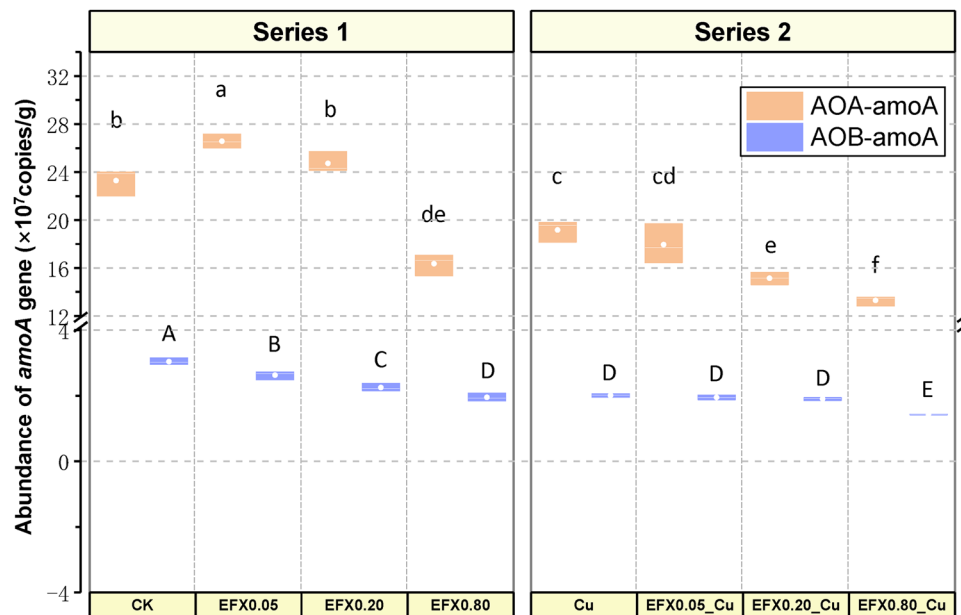 Series 1
Series 2
Abundance of amoA gene (×10⁷copies/g)
32
28
24
20
16
12
4
0
−4
AOA-amoA
AOB-amoA
b
a
b
de
c
cd
e
f
A
B
C
D
D
D
D
E
CK
EFX0.05
EFX0.20
EFX0.80
Cu
EFX0.05_Cu
EFX0.20_Cu
EFX0.80_Cu